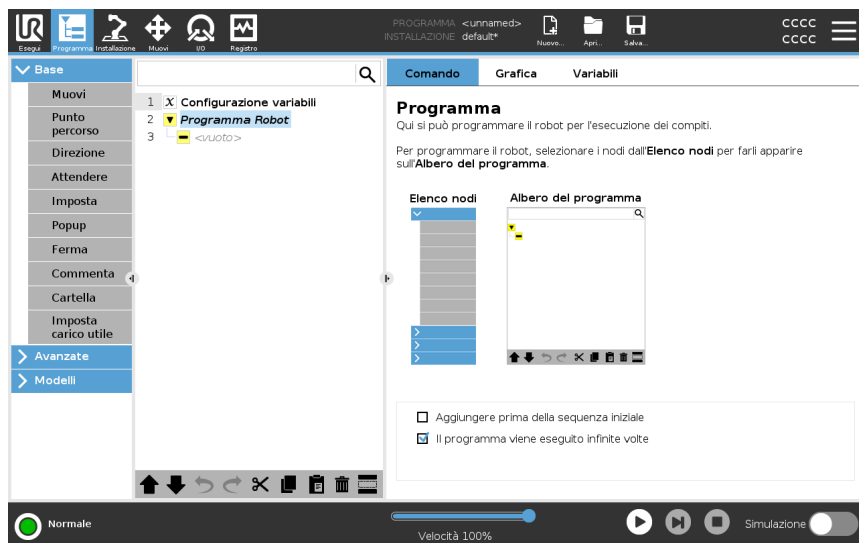 PROGRAMMA <unnamed>
INSTALLAZIONE default*
CCCC
CCCC
Esegui
Programma
Installazione
Muovi
I/O
Registro
Nuovo...
Apri...
Salva...
Base
Muovi
Punto
percorso
Direzione
Attendere
Imposta
Popup
Ferma
Commenta
Cartella
Imposta
carico utile
Avanzate
Modelli
1 X Configurazione variabili
2 Programma Robot
3 <vuoto>
Comando
Grafica
Variabili
Programma
Qui si può programmare il robot per l'esecuzione dei compiti.
Per programmare il robot, selezionare i nodi dall'Elenco nodi per farli apparire
sull'Albero del programma.
Elenco nodi
Albero del programma
Aggiungere prima della sequenza iniziale
Il programma viene eseguito infinite volte
Normale
Velocità 100%
Simulazione